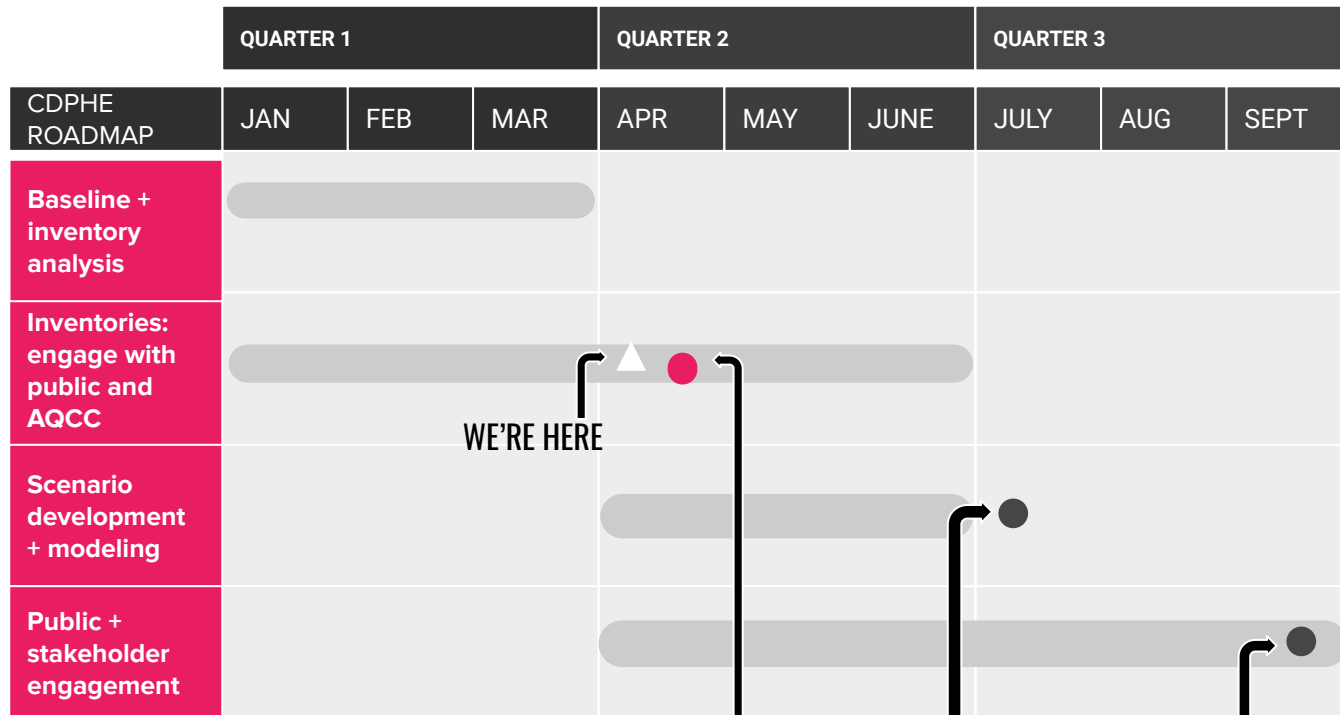 QUARTER 1
QUARTER 2
QUARTER 3
CDPHE
ROADMAP
JAN
FEB
MAR
APR
MAY
JUNE
JULY
AUG
SEPT
Baseline +
inventory
analysis
Inventories:
engage with
public and
AQCC
WE’RE HERE
Scenario
development
+ modeling
Public +
stakeholder
engagement